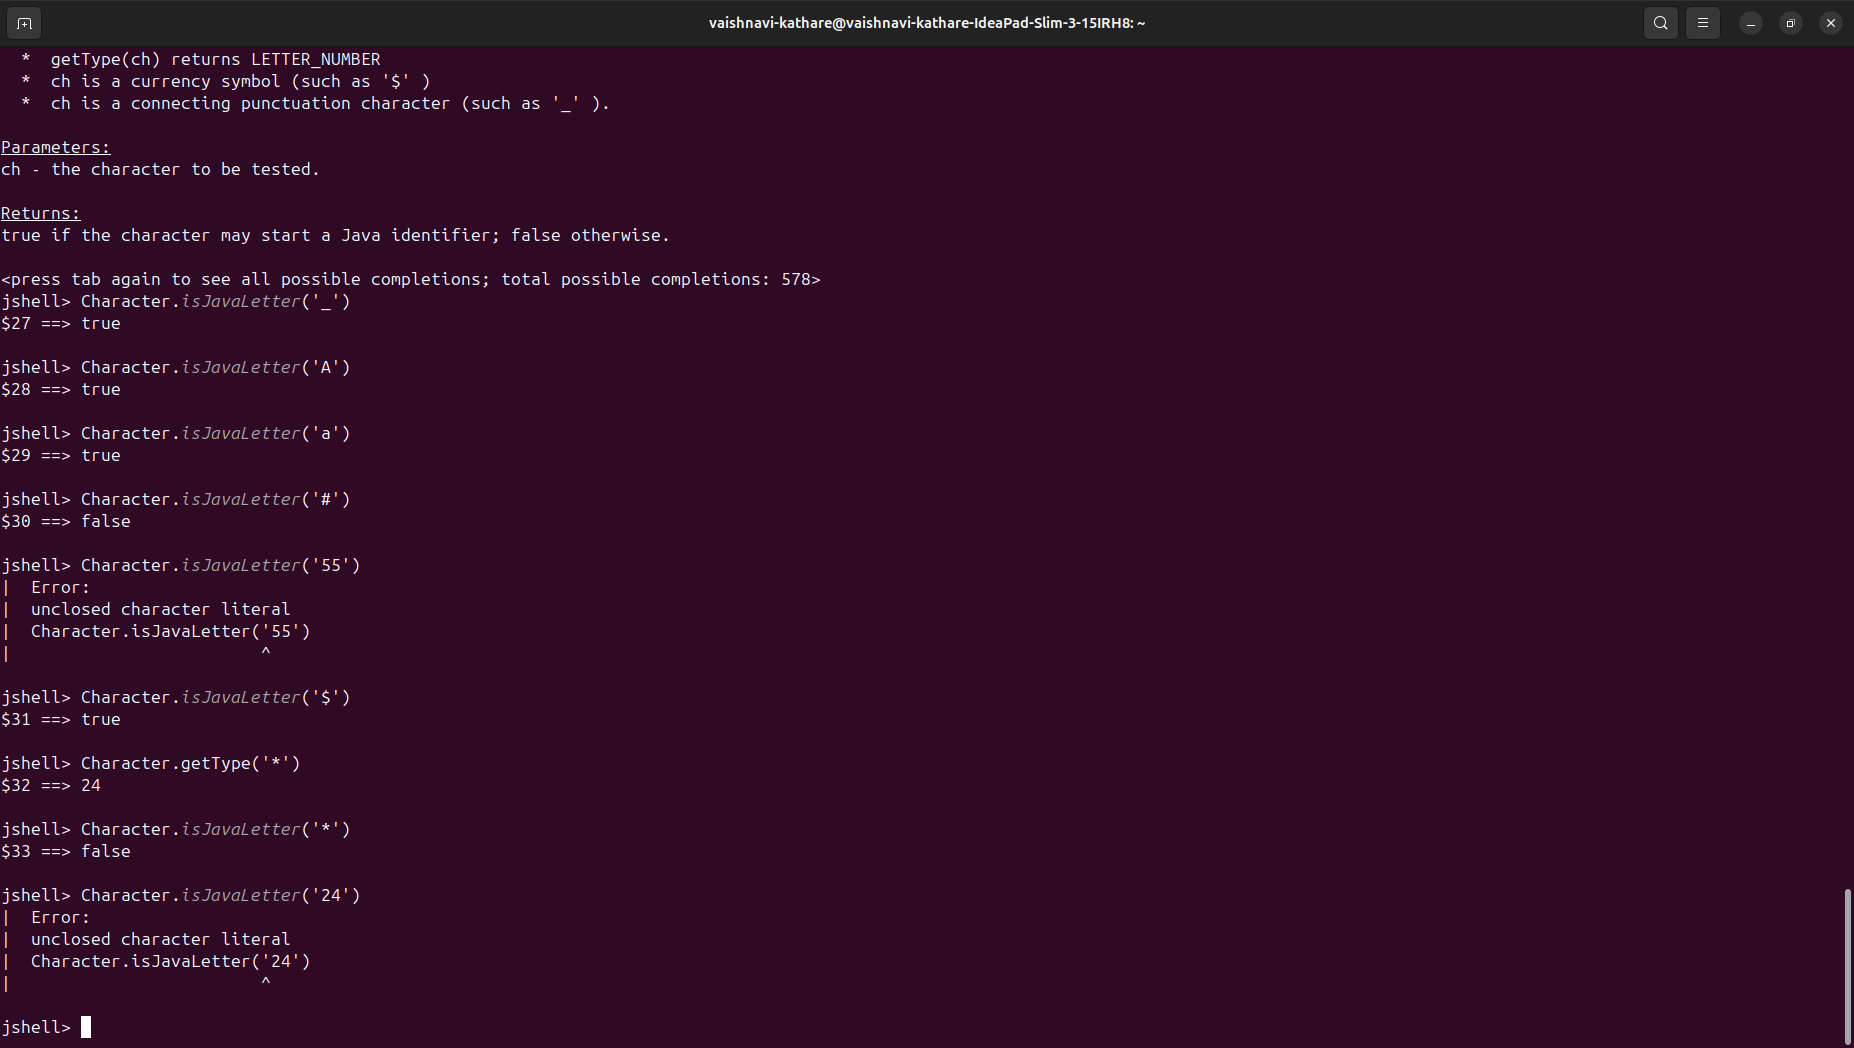 vaishnavi-kathare@vaishnavi-kathare-IdeaPad-Slim-3-15IRH8: ~
  *  getType(ch) returns LETTER_NUMBER
  *  ch is a currency symbol (such as '$' )
  *  ch is a connecting punctuation character (such as '_' ).

Parameters:
ch - the character to be tested.

Returns:
true if the character may start a Java identifier; false otherwise.

<press tab again to see all possible completions; total possible completions: 578>
jshell> Character.isJavaLetter('_')
$27 ==> true

jshell> Character.isJavaLetter('A')
$28 ==> true

jshell> Character.isJavaLetter('a')
$29 ==> true

jshell> Character.isJavaLetter('#')
$30 ==> false

jshell> Character.isJavaLetter('55')
|  Error:
|  unclosed character literal
|  Character.isJavaLetter('55')
|                         ^

jshell> Character.isJavaLetter('$')
$31 ==> true

jshell> Character.getType('*')
$32 ==> 24

jshell> Character.isJavaLetter('*')
$33 ==> false

jshell> Character.isJavaLetter('24')
|  Error:
|  unclosed character literal
|  Character.isJavaLetter('24')
|                         ^

jshell>